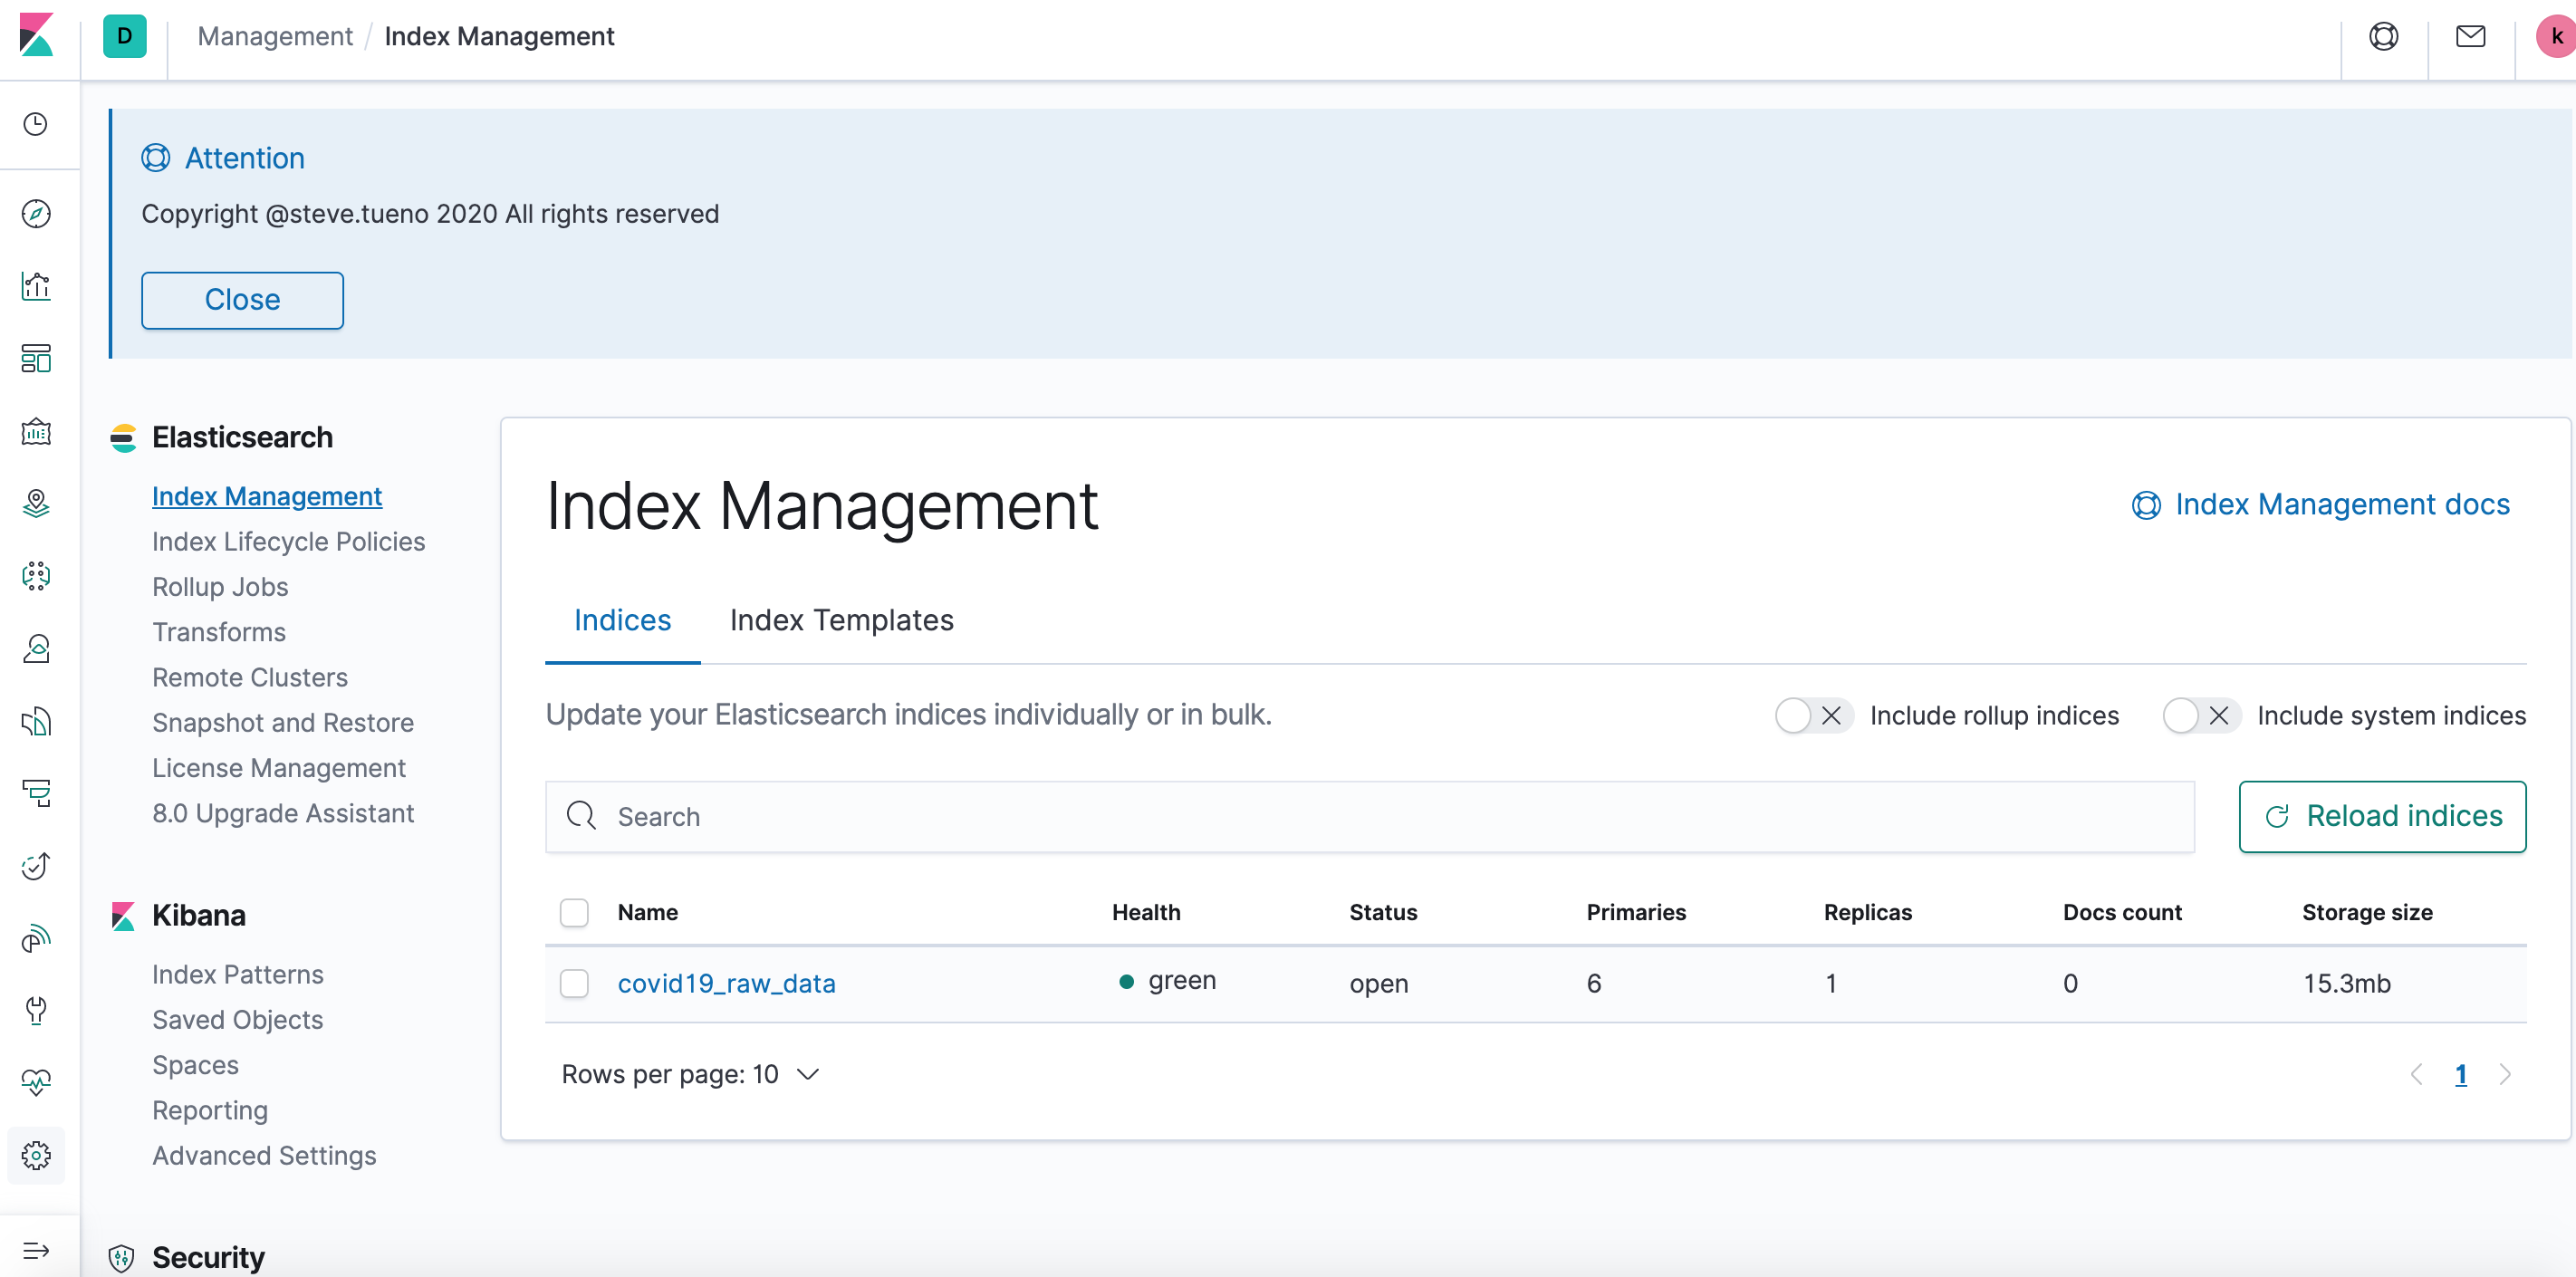 D Management / Index Management k
Attention
Copyright @steve.tueno 2020 All rights reserved
Close
Elasticsearch
Index Management
Index Lifecycle Policies
Rollup Jobs
Transforms
Remote Clusters
Snapshot and Restore
License Management
8.0 Upgrade Assistant
Kibana
Index Patterns
Saved Objects
Spaces
Reporting
Advanced Settings
Security
Index Management
Index Management docs
Indices Index Templates
Update your Elasticsearch indices individually or in bulk.
Include rollup indices Include system indices
Search
Reload indices
Name Health Status Primaries Replicas Docs count Storage size
covid19_raw_data green open 6 1 0 15.3mb
Rows per page: 10
1